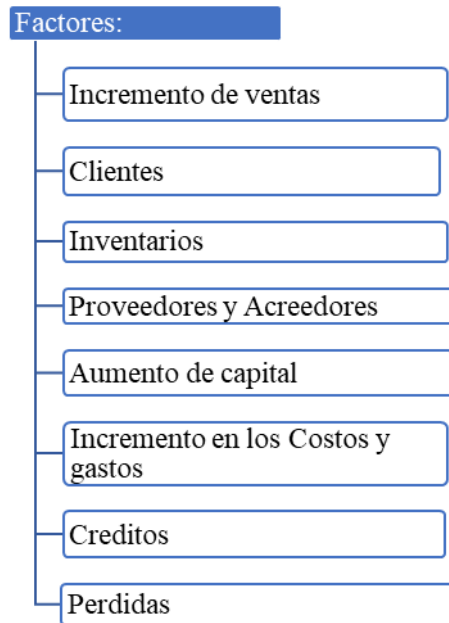 Factores:
Incremento de ventas
Clientes
Inventarios
Proveedores y Acreedores
Aumento de capital
Incremento en los Costos y
gastos
Creditos
Perdidas